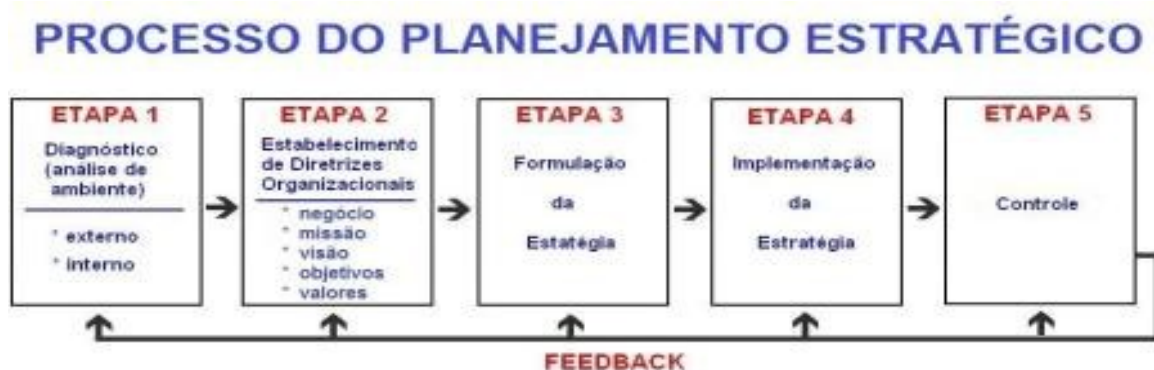 PROCESSO DO PLANEJAMENTO ESTRATÉGICO
ETAPA 1
Diagnóstico
(análise de
ambiente)
* externo
* interno
ETAPA 2
Estabelecimento
de Diretrizes
Organizacionais
* negócio
* missão
* visão
* objetivos
* valores
ETAPA 3
Formulação
da
Estatégia
ETAPA 4
Implementação
da
Estratégia
ETAPA 5
Controle
FEEDBACK